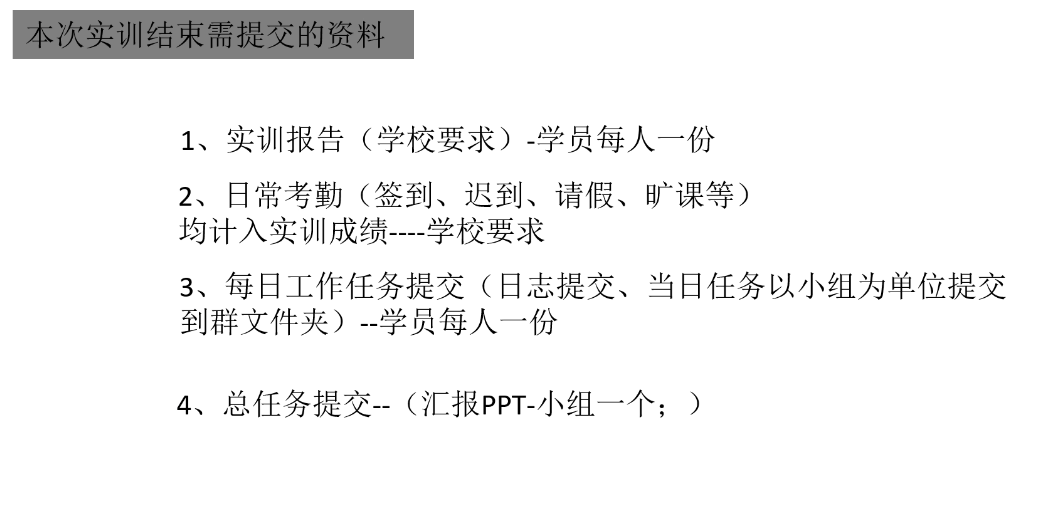 本次实训结束需提交的资料
1、实训报告（学校要求）-学员每人一份
2、日常考勤（签到、迟到、请假、旷课等）
均计入实训成绩----学校要求
3、每日工作任务提交（日志提交、当日任务以小组为单位提交
到群文件夹）--学员每人一份
4、总任务提交--（汇报PPT-小组一个；）